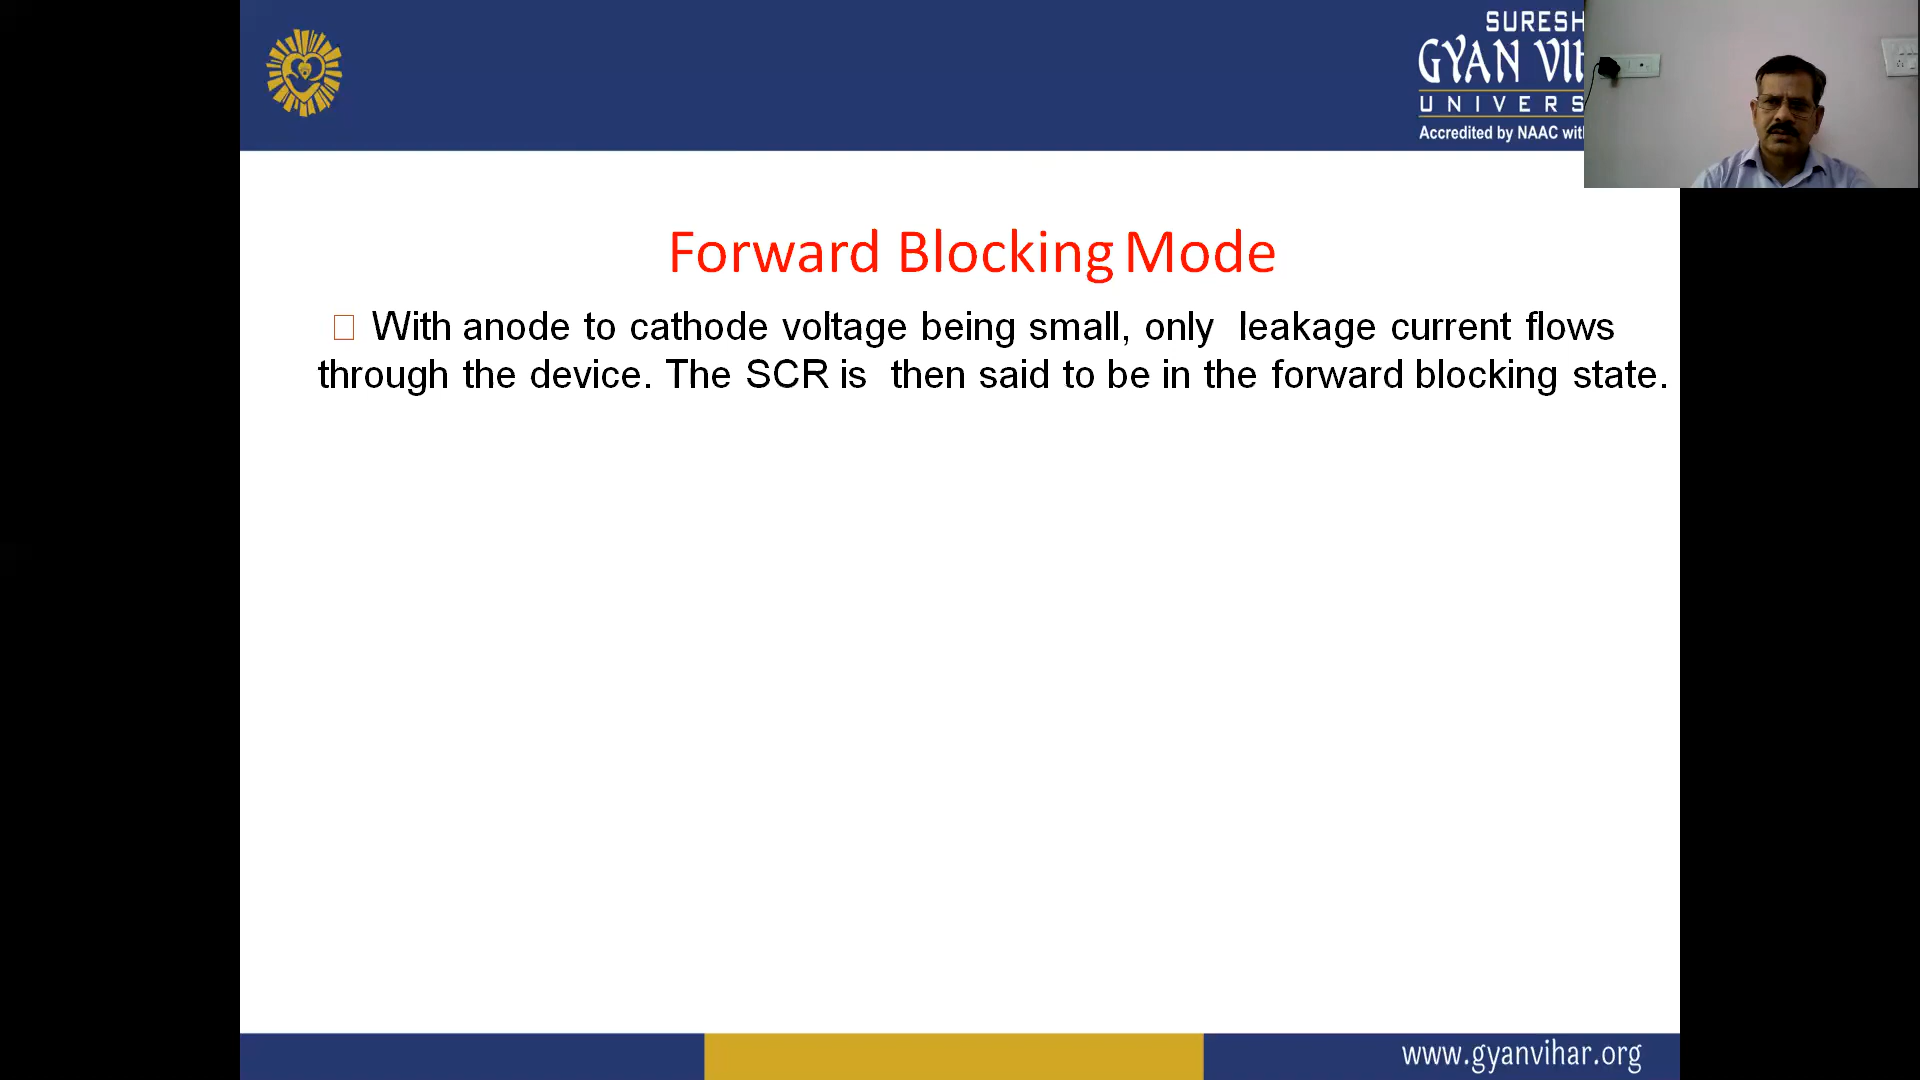 SURESH
GYAN
UNIVERS
Accredited by NAAC with
Forward Blocking Mode
With anode to cathode voltage being small, only leakage current flows
through the device. The SCR is then said to be in the forward blocking state.
www.gyanvihar.org